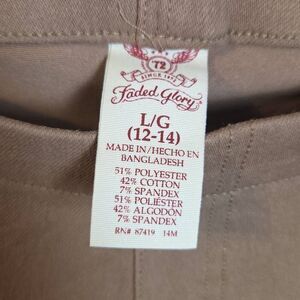 72
SINCE 1972
Faded Glory
L/G
(12-14)
MADE IN/HECHO EN
BANGLADESH
51% POLYESTER
42% COTTON
7% SPANDEX
51% POLIÉSTER
42% ALGODÓN
7% SPANDEX
RN# 87419 14M